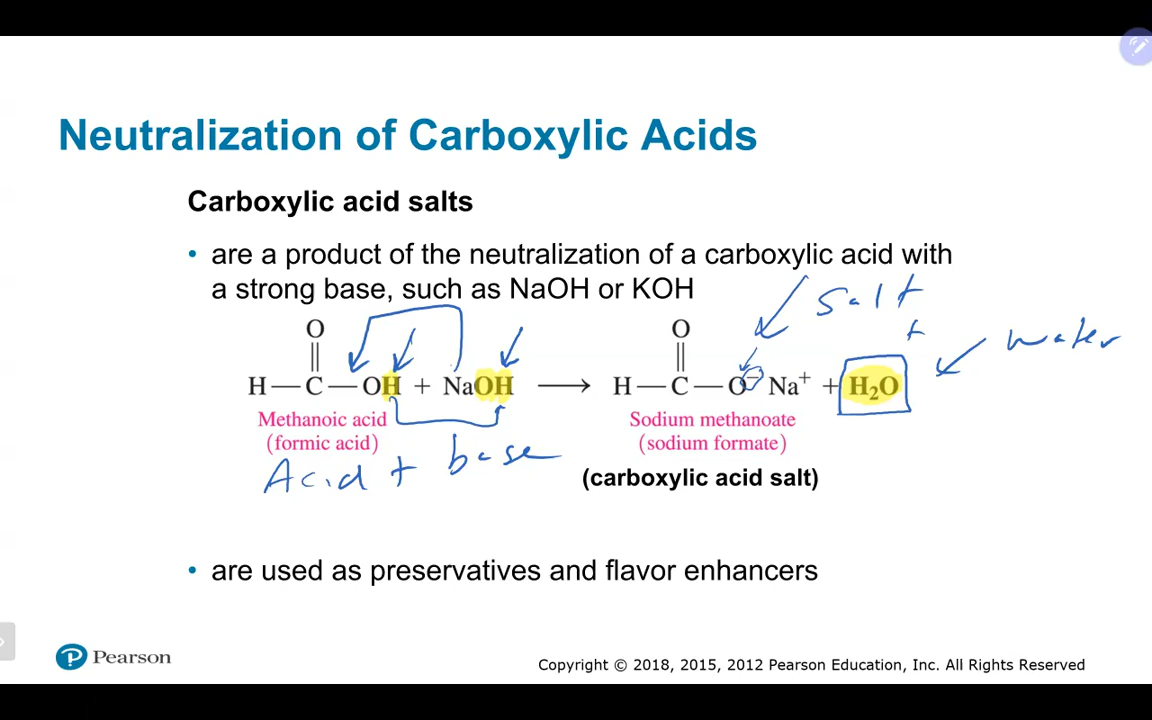 Neutralization of Carboxylic Acids
Carboxylic acid salts
• are a product of the neutralization of a carboxylic acid with
a strong base, such as NaOH or KOH
salt
+
water
O
||
H—C—OH + NaOH ⟶ H—C—O⁻ Na⁺ + H₂O
O
||
Methanoic acid
(formic acid)
Sodium methanoate
(sodium formate)
Acid + base
(carboxylic acid salt)
• are used as preservatives and flavor enhancers
P Pearson
Copyright © 2018, 2015, 2012 Pearson Education, Inc. All Rights Reserved